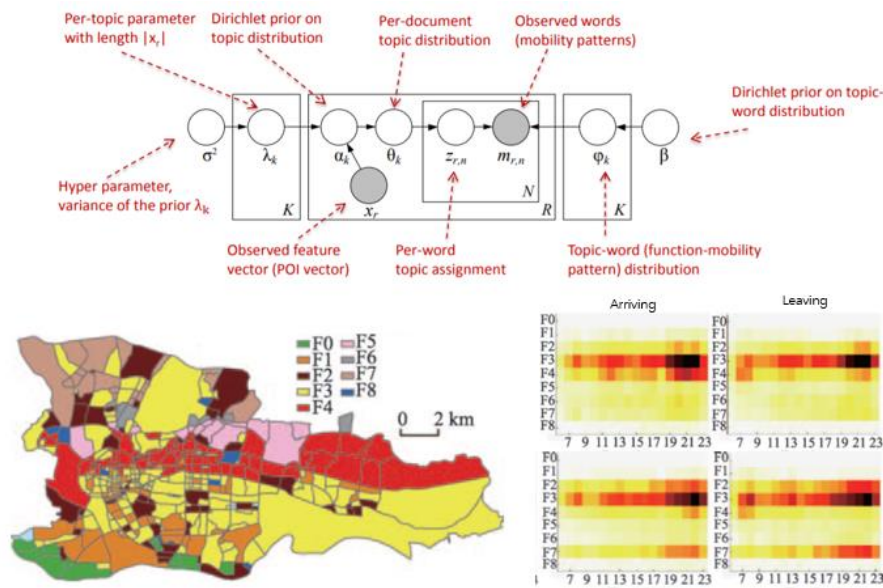 Per-topic parameter
with length |xᵣ|
Dirichlet prior on
topic distribution
Per-document
topic distribution
Observed words
(mobility patterns)
Dirichlet prior on topic-
word distribution
σ²
λₖ
αₖ
θₖ
zᵣ,ₙ
mᵣ,ₙ
φₖ
β
xᵣ
K
N
R
K
Hyper parameter,
variance of the prior λₖ
Observed feature
vector (POI vector)
Per-word
topic assignment
Topic-word (function-mobility
pattern) distribution
F0 F5
F1 F6
F2 F7
F3 F8
F4
0 2 km
Arriving Leaving
F0 F0
F1 F1
F2 F2
F3 F3
F4 F4
F5 F5
F6 F6
F7 F7
F8 F8
7 9 11 13 15 17 19 21 23 7 9 11 13 15 17 19 21 23
F0 F0
F1 F1
F2 F2
F3 F3
F4 F4
F5 F5
F6 F6
F7 F7
F8 F8
7 9 11 13 15 17 19 21 23 7 9 11 13 15 17 19 21 23